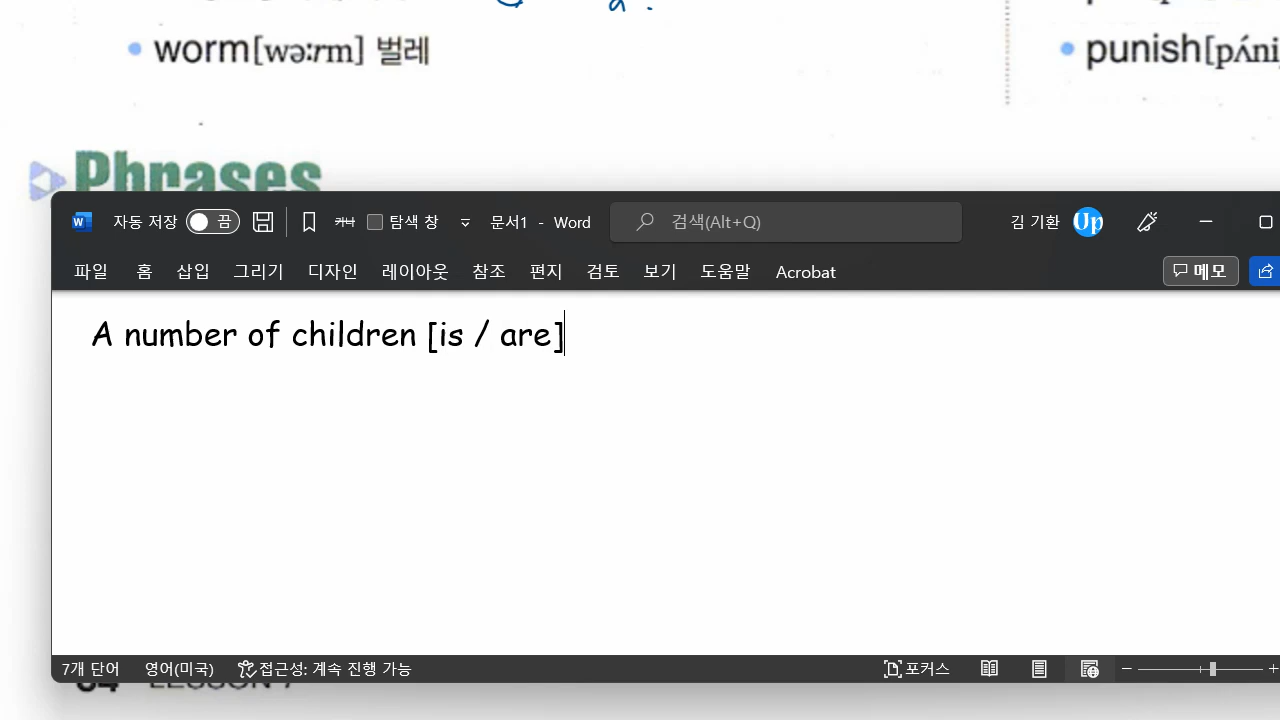 worm[wəːrm] 벌레
punish[pʌ́ni
Phrases
자동 저장 끔 탐색 창 문서1 - Word 검색(Alt+Q) 김 기환
파일 홈 삽입 그리기 디자인 레이아웃 참조 편지 검토 보기 도움말 Acrobat 메모
A number of children [is / are]
7개 단어 영어(미국) 접근성: 계속 진행 가능 포커스